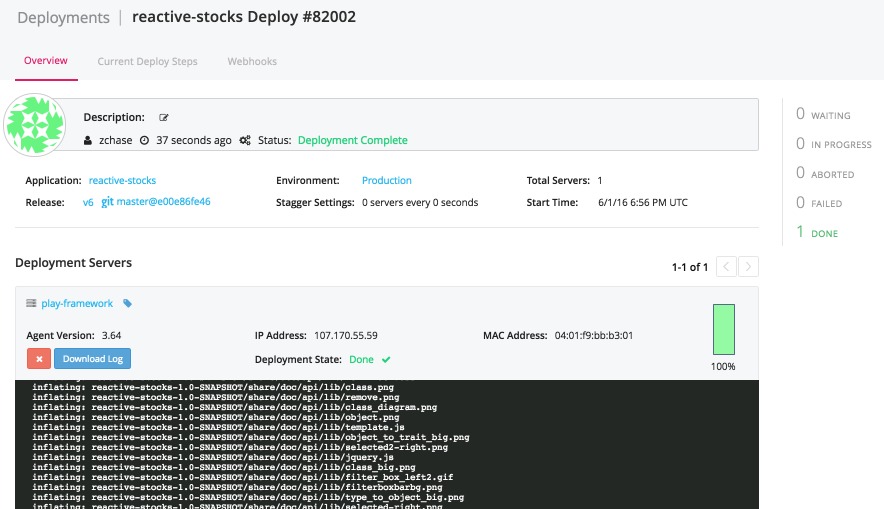 Deployments | reactive-stocks Deploy #82002
Overview Current Deploy Steps Webhooks
Description:
zchase 37 seconds ago Status: Deployment Complete
Application: reactive-stocks Environment: Production Total Servers: 1
Release: v6 git master@e00e86fe46 Stagger Settings: 0 servers every 0 seconds Start Time: 6/1/16 6:56 PM UTC
0 WAITING
0 IN PROGRESS
0 ABORTED
0 FAILED
1 DONE
Deployment Servers
1-1 of 1
play-framework
Agent Version: 3.64 IP Address: 107.170.55.59 MAC Address: 04:01:f9:bb:b3:01
Download Log Deployment State: Done
100%
inflating: reactive-stocks-1.0-SNAPSHOT/share/doc/api/lib/class.png
inflating: reactive-stocks-1.0-SNAPSHOT/share/doc/api/lib/remove.png
inflating: reactive-stocks-1.0-SNAPSHOT/share/doc/api/lib/class_diagram.png
inflating: reactive-stocks-1.0-SNAPSHOT/share/doc/api/lib/object.png
inflating: reactive-stocks-1.0-SNAPSHOT/share/doc/api/lib/template.js
inflating: reactive-stocks-1.0-SNAPSHOT/share/doc/api/lib/object_to_trait_big.png
inflating: reactive-stocks-1.0-SNAPSHOT/share/doc/api/lib/selected2-right.png
inflating: reactive-stocks-1.0-SNAPSHOT/share/doc/api/lib/jquery.js
inflating: reactive-stocks-1.0-SNAPSHOT/share/doc/api/lib/class_big.png
inflating: reactive-stocks-1.0-SNAPSHOT/share/doc/api/lib/filter_box_left2.gif
inflating: reactive-stocks-1.0-SNAPSHOT/share/doc/api/lib/filterboxbarbg.png
inflating: reactive-stocks-1.0-SNAPSHOT/share/doc/api/lib/type_to_object_big.png
inflating: reactive-stocks-1.0-SNAPSHOT/share/doc/api/lib/selected-right.png